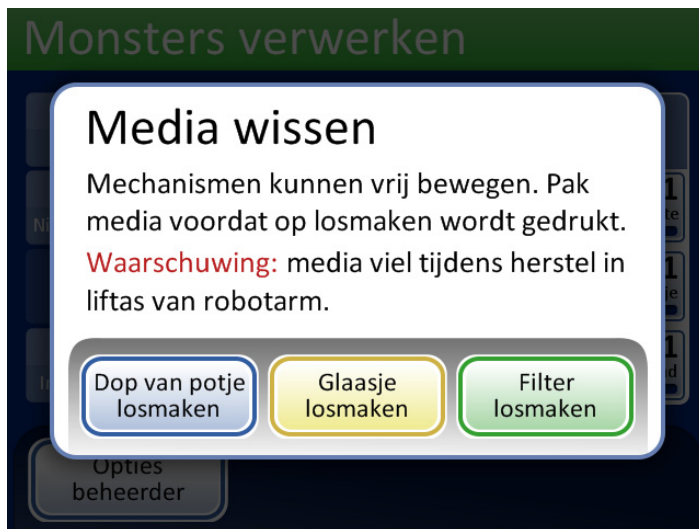 Monsters verwerken
Media wissen
Mechanismen kunnen vrij bewegen. Pak
media voordat op losmaken wordt gedrukt.
Waarschuwing: media viel tijdens herstel in
liftas van robotarm.
Dop van potje
losmaken
Glaasje
losmaken
Filter
losmaken
Opties
beheerder